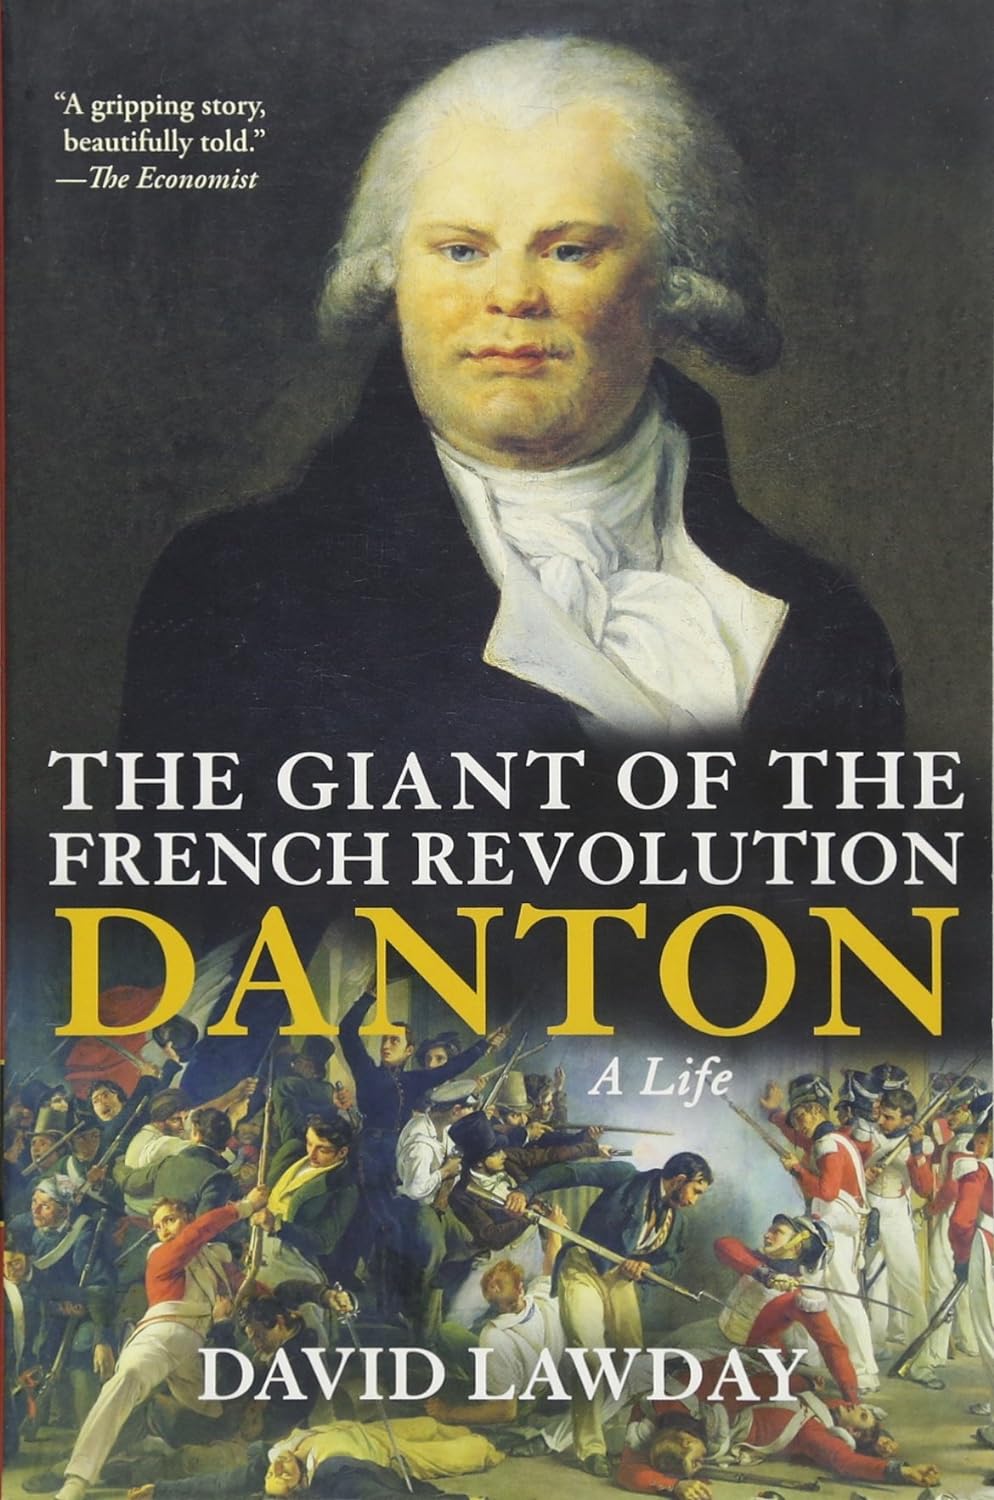 “A gripping story,
beautifully told.”
—The Economist
THE GIANT OF THE
FRENCH REVOLUTION
DANTON
A Life
DAVID LAWDAY